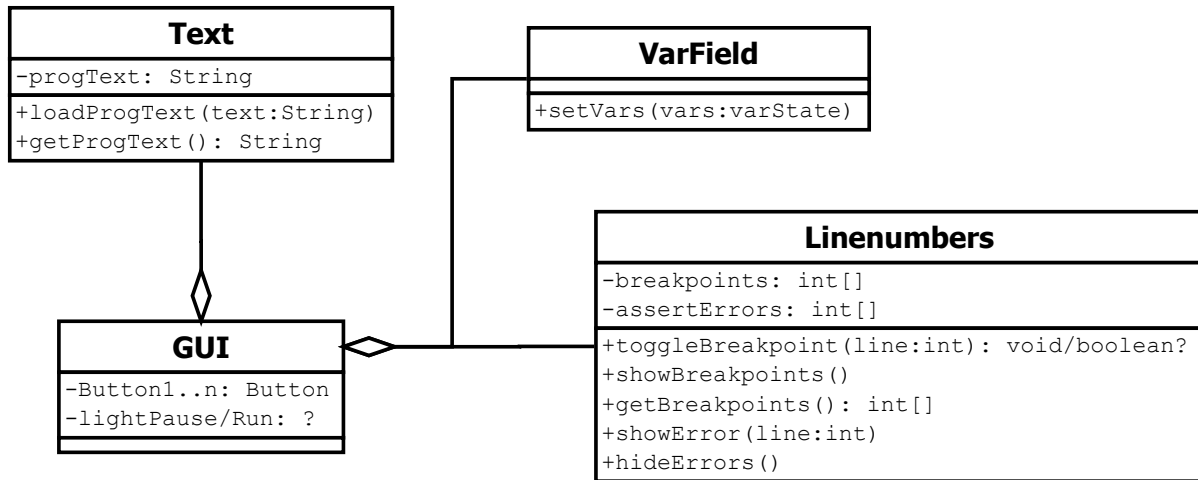 Text
-progText: String
+loadProgText(text:String)
+getProgText(): String
VarField
+setVars(vars:varState)
Linenumbers
-breakpoints: int[]
-assertErrors: int[]
+toggleBreakpoint(line:int): void/boolean?
+showBreakpoints()
+getBreakpoints(): int[]
+showError(line:int)
+hideErrors()
GUI
-Button1..n: Button
-lightPause/Run: ?